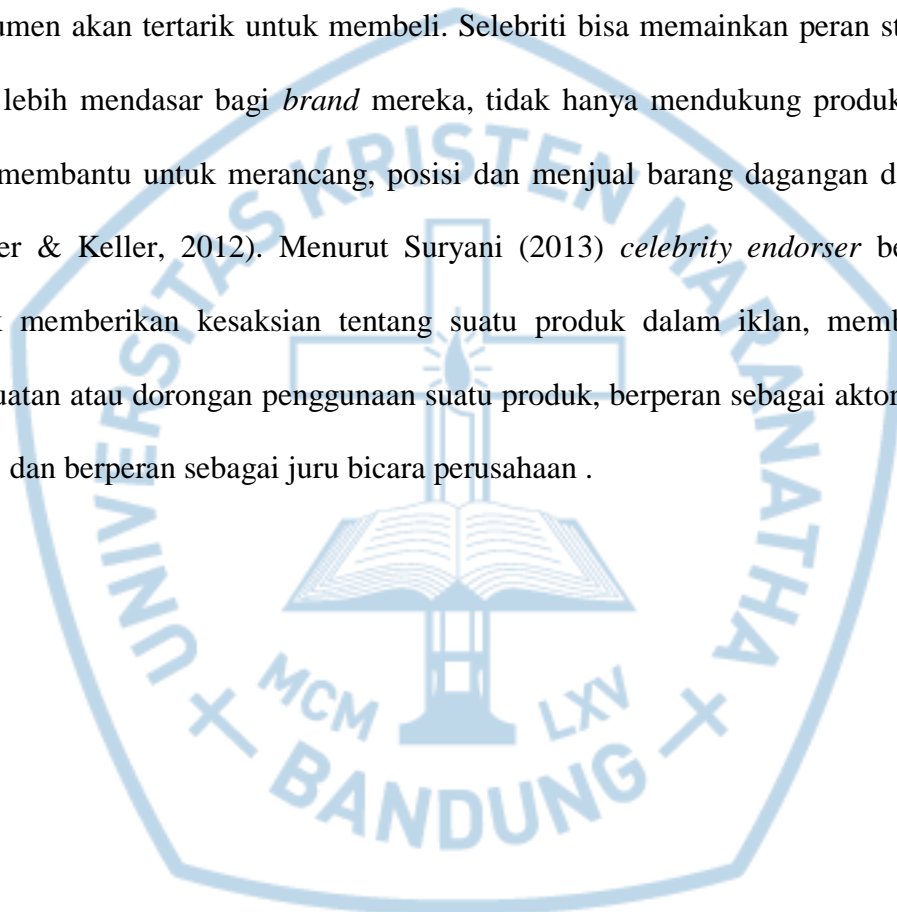 umen akan tertarik untuk membeli. Selebriti bisa memainkan peran st
lebih mendasar bagi brand mereka, tidak hanya mendukung produk
membantu untuk merancang, posisi dan menjual barang dagangan d
er & Keller, 2012). Menurut Suryani (2013) celebrity endorser be
k memberikan kesaksian tentang suatu produk dalam iklan, memb
uatan atau dorongan penggunaan suatu produk, berperan sebagai aktor
dan berperan sebagai juru bicara perusahaan .
UNIVERSITAS KRISTEN MARANATHA
MCM LXV
BANDUNG